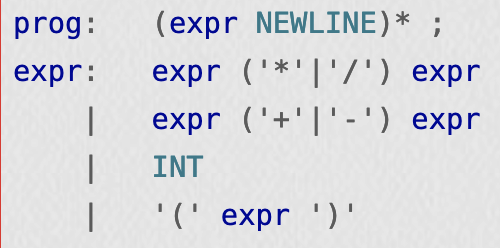 prog: (expr NEWLINE)* ;
expr: expr ('*'|'/') expr
| expr ('+'|'-') expr
| INT
| '(' expr ')'